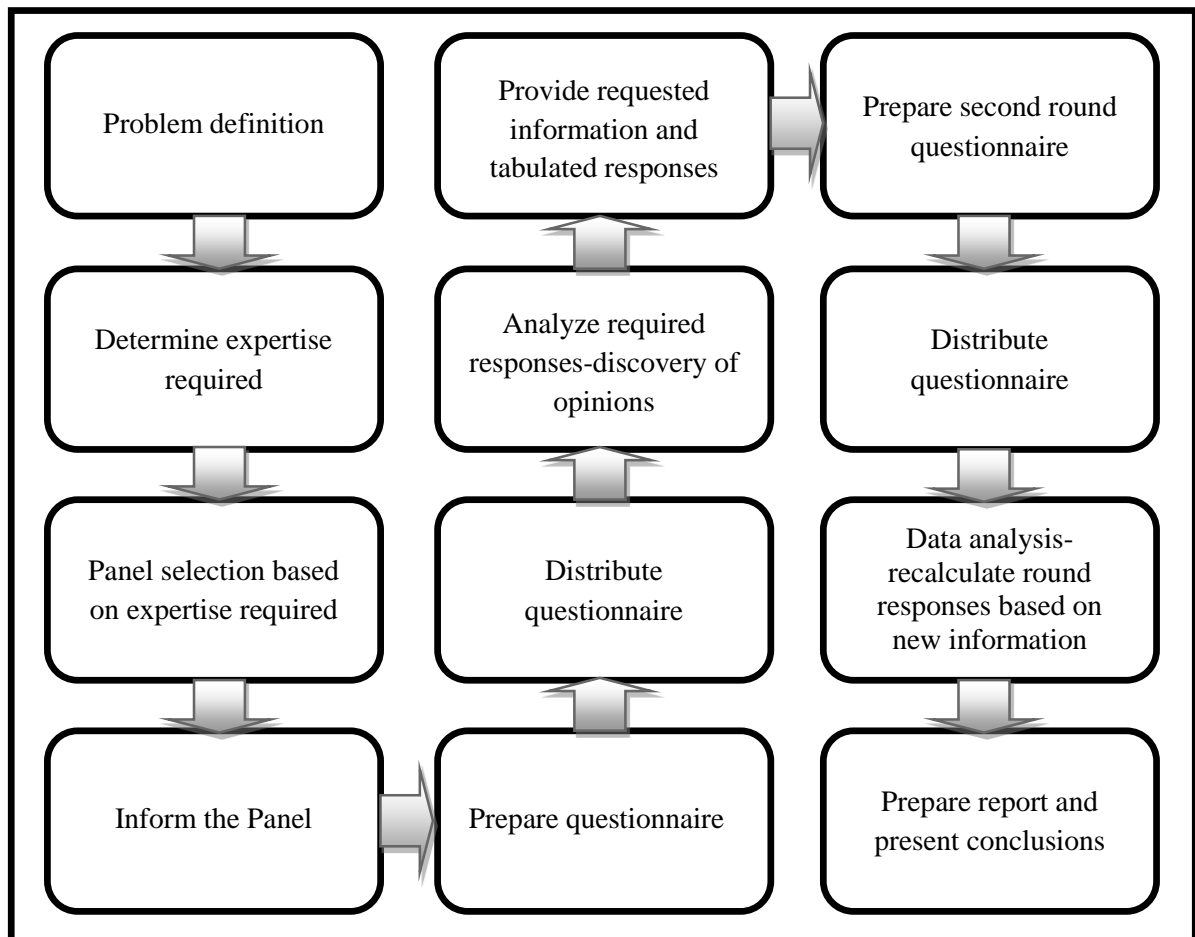 Problem definition
Determine expertise
required
Panel selection based
on expertise required
Inform the Panel
Prepare questionnaire
Distribute
questionnaire
Analyze required
responses-discovery of
opinions
Provide requested
information and
tabulated responses
Prepare second round
questionnaire
Distribute
questionnaire
Data analysis-
recalculate round
responses based on
new information
Prepare report and
present conclusions